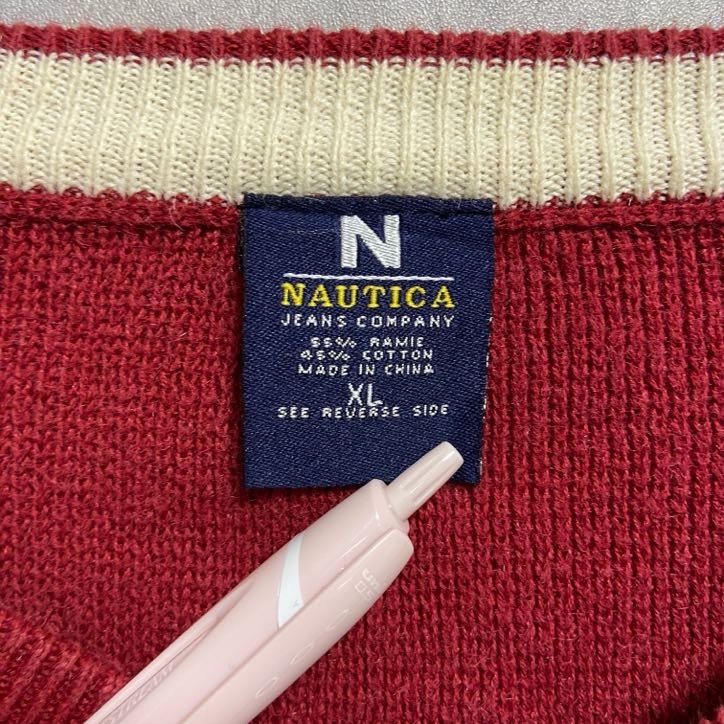 N
NAUTICA
JEANS COMPANY
55% RAMIE
45% COTTON
MADE IN CHINA
XL
SEE REVERSE SIDE